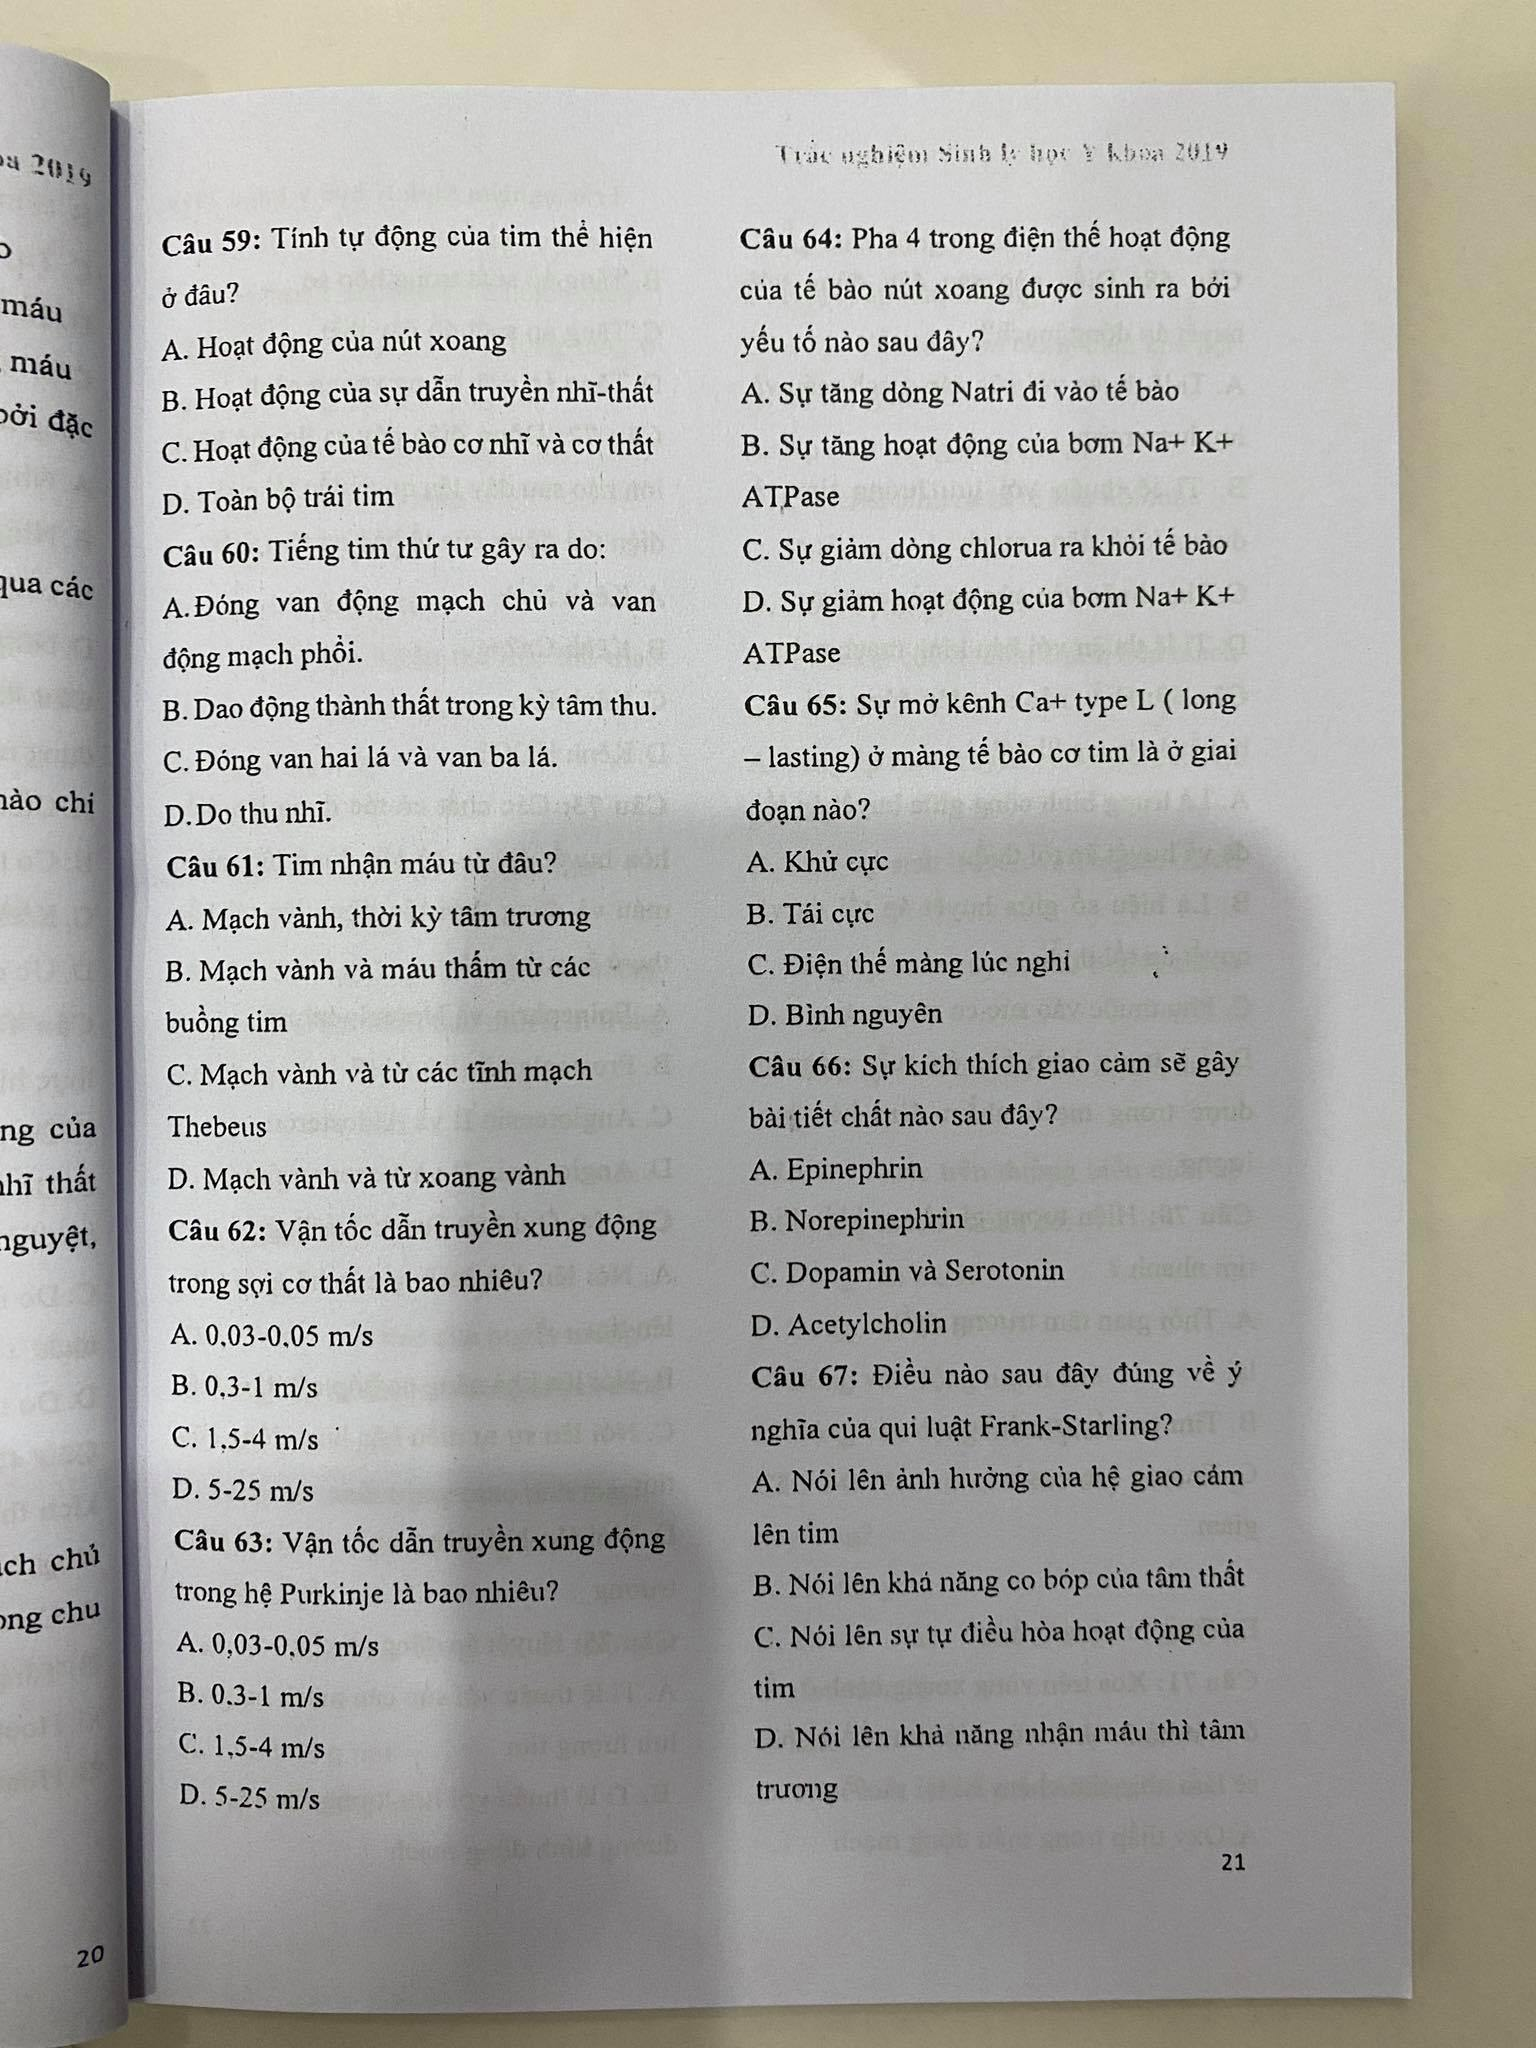 2019
máu
máu
bởi đặc
qua các
nào chi
ng của
nhĩ thất
nguyệt,
ch chủ
ong chu
20
Trắc nghiệm Sinh lý học Y khoa 2019
Câu 59: Tính tự động của tim thể hiện
ở đâu?
A. Hoạt động của nút xoang
B. Hoạt động của sự dẫn truyền nhĩ-thất
C. Hoạt động của tế bào cơ nhĩ và cơ thất
D. Toàn bộ trái tim
Câu 60: Tiếng tim thứ tư gây ra do:
A. Đóng van động mạch chủ và van
động mạch phổi.
B. Dao động thành thất trong kỳ tâm thu.
C. Đóng van hai lá và van ba lá.
D. Do thu nhĩ.
Câu 61: Tim nhận máu từ đâu?
A. Mạch vành, thời kỳ tâm trương
B. Mạch vành và máu thấm từ các
buồng tim
C. Mạch vành và từ các tĩnh mạch
Thebeus
D. Mạch vành và từ xoang vành
Câu 62: Vận tốc dẫn truyền xung động
trong sợi cơ thất là bao nhiêu?
A. 0,03-0,05 m/s
B. 0,3-1 m/s
C. 1,5-4 m/s
D. 5-25 m/s
Câu 63: Vận tốc dẫn truyền xung động
trong hệ Purkinje là bao nhiêu?
A. 0,03-0,05 m/s
B. 0,3-1 m/s
C. 1,5-4 m/s
D. 5-25 m/s
Câu 64: Pha 4 trong điện thế hoạt động
của tế bào nút xoang được sinh ra bởi
yếu tố nào sau đây?
A. Sự tăng dòng Natri đi vào tế bào
B. Sự tăng hoạt động của bơm Na+ K+
ATPase
C. Sự giảm dòng chlorua ra khỏi tế bào
D. Sự giảm hoạt động của bơm Na+ K+
ATPase
Câu 65: Sự mở kênh Ca+ type L ( long
– lasting) ở màng tế bào cơ tim là ở giai
đoạn nào?
A. Khử cực
B. Tái cực
C. Điện thế màng lúc nghỉ
D. Bình nguyên
Câu 66: Sự kích thích giao cảm sẽ gây
bài tiết chất nào sau đây?
A. Epinephrin
B. Norepinephrin
C. Dopamin và Serotonin
D. Acetylcholin
Câu 67: Điều nào sau đây đúng về ý
nghĩa của qui luật Frank-Starling?
A. Nói lên ảnh hưởng của hệ giao cảm
lên tim
B. Nói lên khả năng co bóp của tâm thất
C. Nói lên sự tự điều hòa hoạt động của
tim
D. Nói lên khả năng nhận máu thì tâm
trương
21